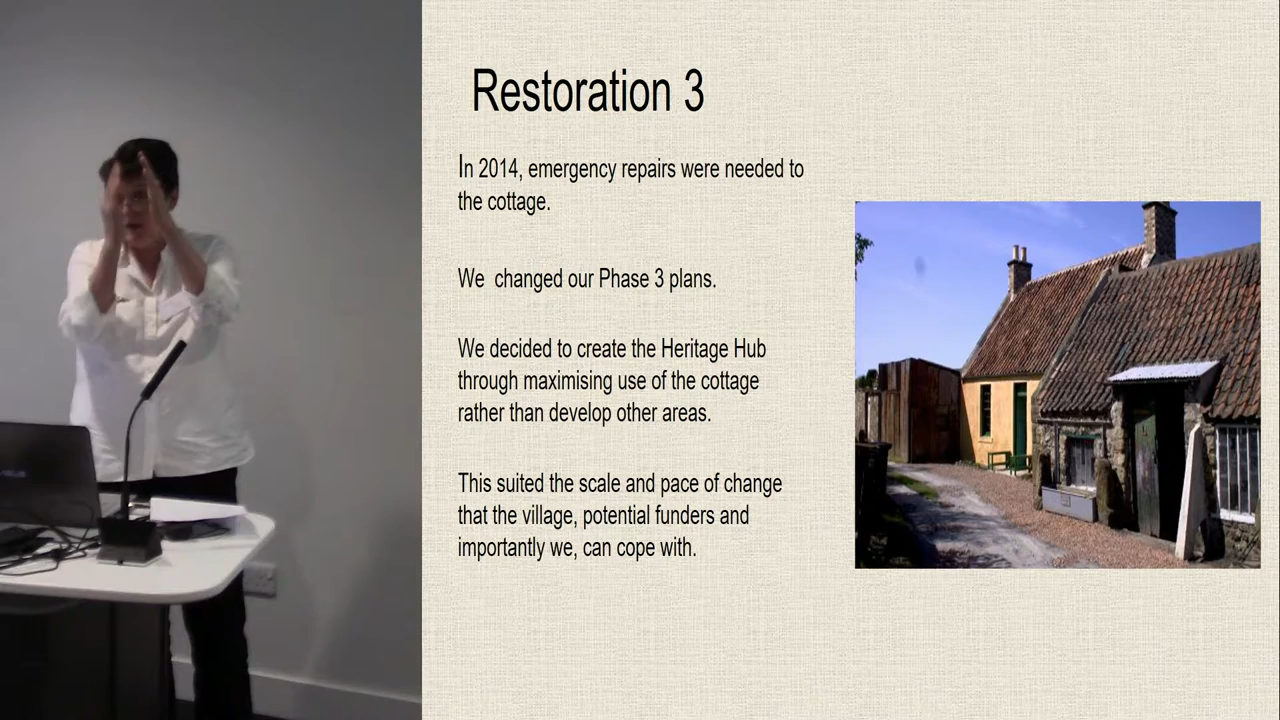 Restoration 3
In 2014, emergency repairs were needed to
the cottage.
We  changed our Phase 3 plans.
We decided to create the Heritage Hub
through maximising use of the cottage
rather than develop other areas.
This suited the scale and pace of change
that the village, potential funders and
importantly we, can cope with.